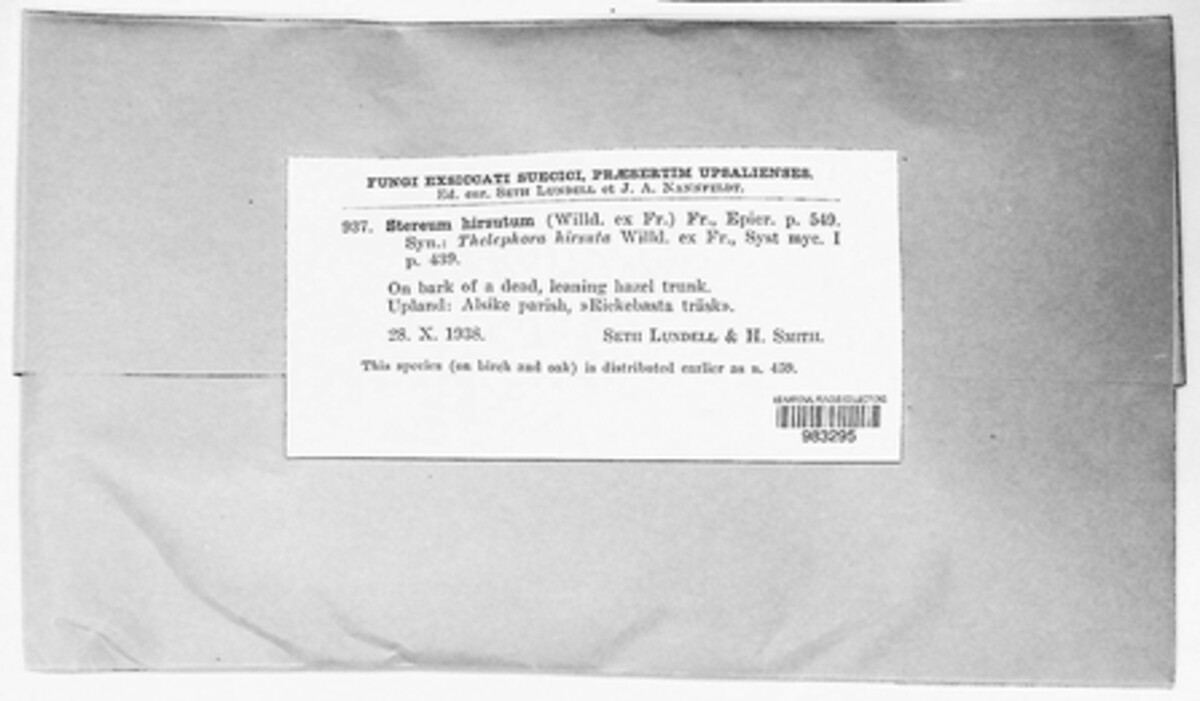 FUNGI EXSICCATI SUECICI, PRÆSERTIM UPSALIENSES.
Ed. cur. SETH LUNDELL et J. A. NANNFELDT.
937. Stereum hirsutum (Willd. ex Fr.) Fr., Epicr. p. 549.
Syn.: Thelephora hirsuta Willd. ex Fr., Syst myc. I
p. 439.
On bark of a dead, leaning hazel trunk.
Upland: Alsike parish, »Rickebasta träsk».
28. X. 1938. SETH LUNDELL & H. SMITH.
This species (on birch and oak) is distributed earlier as n. 439.
983295